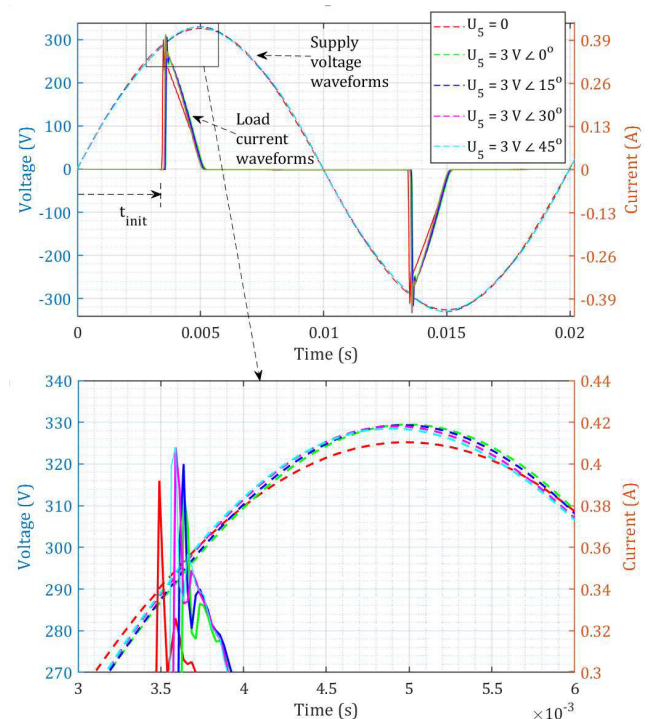 300
200
100
0
-100
-200
-300
Voltage (V)
0.39
0.26
0.13
0
-0.13
-0.26
-0.39
Current (A)
U5 = 0
U5 = 3 V ∠ 0°
U5 = 3 V ∠ 15°
U5 = 3 V ∠ 30°
U5 = 3 V ∠ 45°
Supply
voltage
waveforms
Load
current
waveforms
tinit
0 0.005 0.01 0.015 0.02
Time (s)
340
330
320
310
300
290
280
270
Voltage (V)
0.44
0.42
0.4
0.38
0.36
0.34
0.32
0.3
Current (A)
3 3.5 4 4.5 5 5.5 6
Time (s)
×10-3